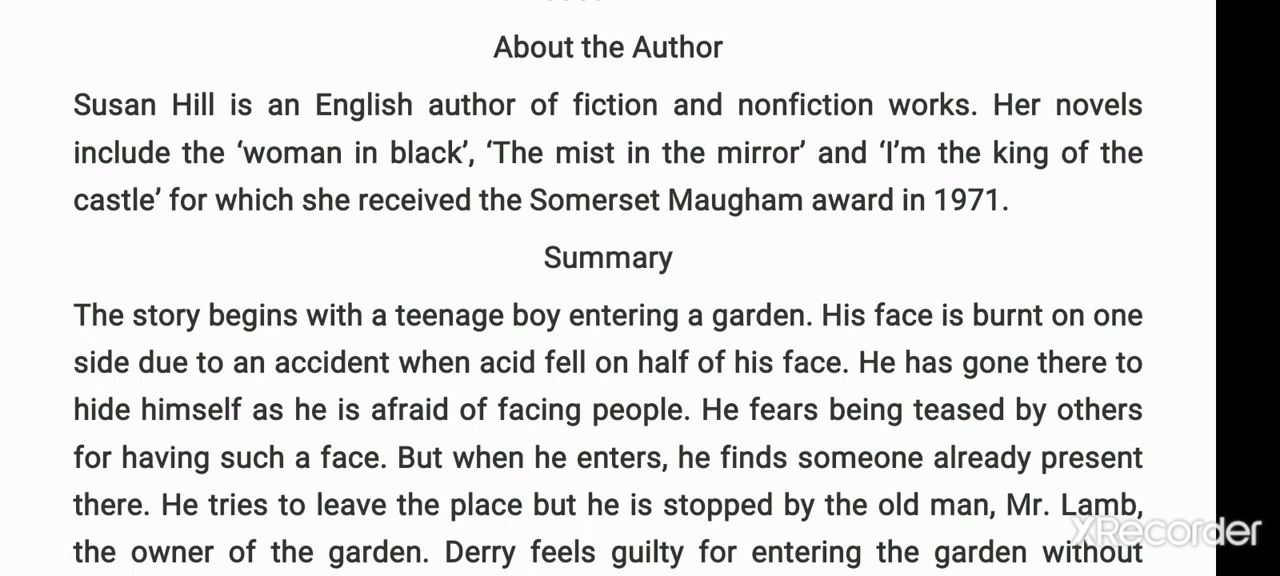 About the Author
Susan Hill is an English author of fiction and nonfiction works. Her novels
include the ‘woman in black’, ‘The mist in the mirror’ and ‘I’m the king of the
castle’ for which she received the Somerset Maugham award in 1971.
Summary
The story begins with a teenage boy entering a garden. His face is burnt on one
side due to an accident when acid fell on half of his face. He has gone there to
hide himself as he is afraid of facing people. He fears being teased by others
for having such a face. But when he enters, he finds someone already present
there. He tries to leave the place but he is stopped by the old man, Mr. Lamb,
the owner of the garden. Derry feels guilty for entering the garden without
XRecorder